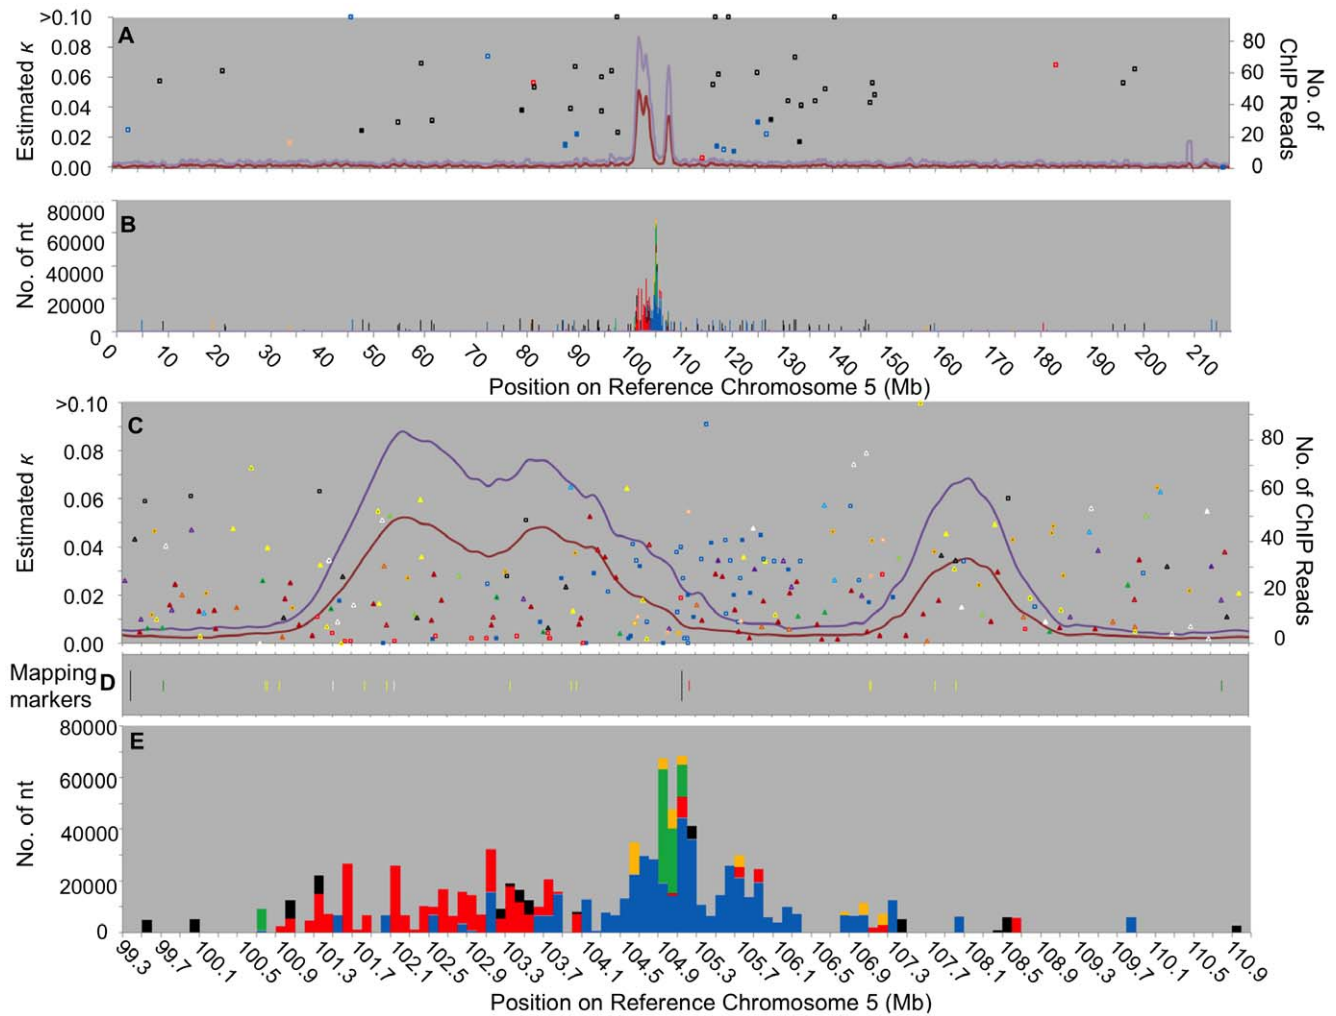 A
Estimated κ
>0.10
0.08
0.06
0.04
0.02
0.00
80
60
40
20
0
No. of
ChIP Reads
B
No. of nt
80000
60000
40000
20000
0
0 10 20 30 40 50 60 70 80 90 100 110 120 130 140 150 160 170 180 190 200 210
Position on Reference Chromosome 5 (Mb)
C
Estimated κ
>0.10
0.08
0.06
0.04
0.02
0.00
80
60
40
20
0
No. of ChIP Reads
Mapping
markers
D
E
No. of nt
80000
60000
40000
20000
0
99.3 99.7 100.1 100.5 100.9 101.3 101.7 102.1 102.5 102.9 103.3 103.7 104.1 104.5 104.9 105.3 105.7 106.1 106.5 106.9 107.3 107.7 108.1 108.5 108.9 109.3 109.7 110.1 110.5 110.9
Position on Reference Chromosome 5 (Mb)